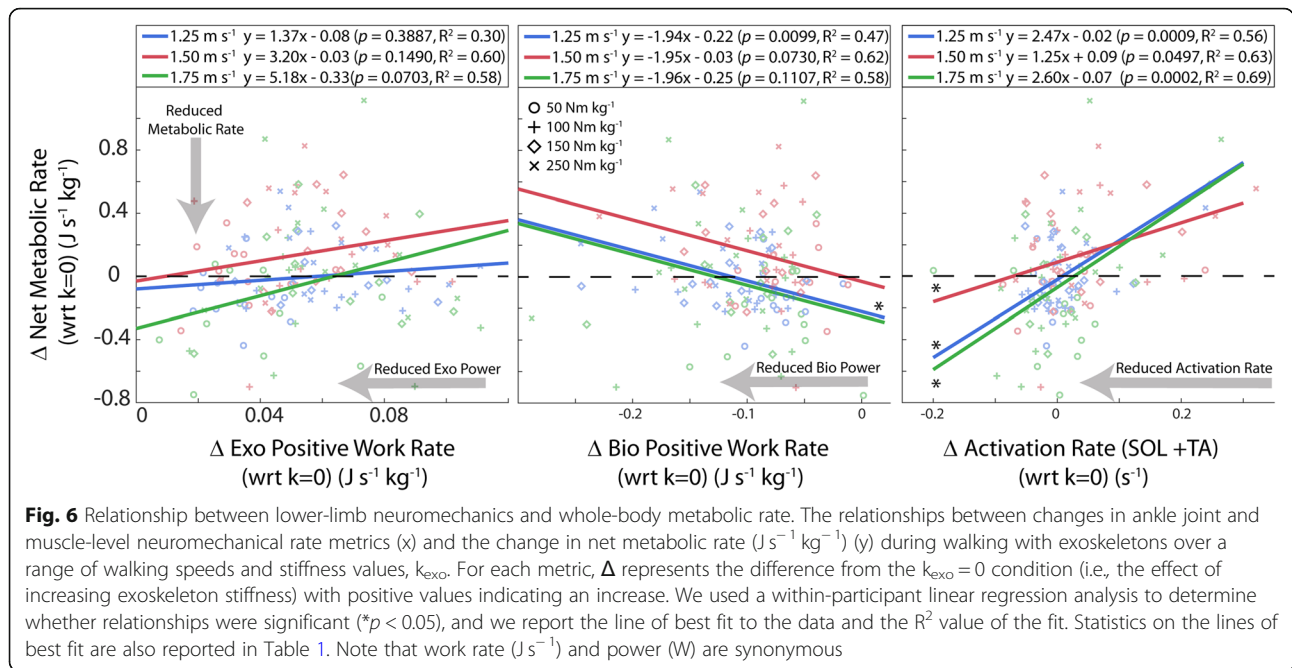 1.25 m s⁻¹ y = 1.37x - 0.08 (p = 0.3887, R² = 0.30)
1.50 m s⁻¹ y = 3.20x - 0.03 (p = 0.1490, R² = 0.60)
1.75 m s⁻¹ y = 5.18x - 0.33 (p = 0.0703, R² = 0.58)
1.25 m s⁻¹ y = -1.94x - 0.22 (p = 0.0099, R² = 0.47)
1.50 m s⁻¹ y = -1.95x - 0.03 (p = 0.0730, R² = 0.62)
1.75 m s⁻¹ y = -1.96x - 0.25 (p = 0.1107, R² = 0.58)
1.25 m s⁻¹ y = 2.47x - 0.02 (p = 0.0009, R² = 0.56)
1.50 m s⁻¹ y = 1.25x + 0.09 (p = 0.0497, R² = 0.63)
1.75 m s⁻¹ y = 2.60x - 0.07 (p = 0.0002, R² = 0.69)
Δ Net Metabolic Rate
(wrt k=0) (J s⁻¹ kg⁻¹)
0.8
0.4
0
-0.4
-0.8
Reduced
Metabolic Rate
Reduced Exo Power
0
0.04
0.08
Δ Exo Positive Work Rate
(wrt k=0) (J s⁻¹ kg⁻¹)
50 Nm kg⁻¹
100 Nm kg⁻¹
150 Nm kg⁻¹
250 Nm kg⁻¹
*
Reduced Bio Power
-0.2
-0.1
0
Δ Bio Positive Work Rate
(wrt k=0) (J s⁻¹ kg⁻¹)
*
*
*
Reduced Activation Rate
-0.2
0
0.2
Δ Activation Rate (SOL +TA)
(wrt k=0) (s⁻¹)
Fig. 6 Relationship between lower-limb neuromechanics and whole-body metabolic rate. The relationships between changes in ankle joint and
muscle-level neuromechanical rate metrics (x) and the change in net metabolic rate (J s⁻¹ kg⁻¹) (y) during walking with exoskeletons over a
range of walking speeds and stiffness values, kexo. For each metric, Δ represents the difference from the kexo = 0 condition (i.e., the effect of
increasing exoskeleton stiffness) with positive values indicating an increase. We used a within-participant linear regression analysis to determine
whether relationships were significant (*p < 0.05), and we report the line of best fit to the data and the R² value of the fit. Statistics on the lines of
best fit are also reported in Table 1. Note that work rate (J s⁻¹) and power (W) are synonymous